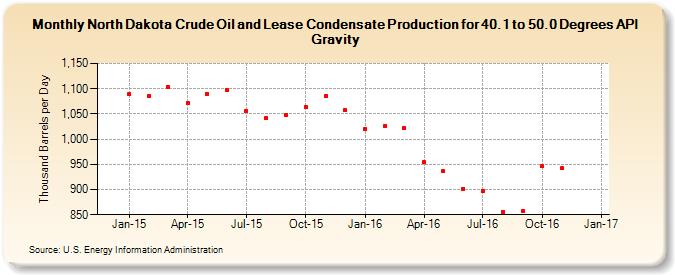 Monthly North Dakota Crude Oil and Lease Condensate Production for 40.1 to 50.0 Degrees API
Gravity
Thousand Barrels per Day
1,150
1,100
1,050
1,000
950
900
850
Jan-15 Apr-15 Jul-15 Oct-15 Jan-16 Apr-16 Jul-16 Oct-16 Jan-17
Source: U.S. Energy Information Administration